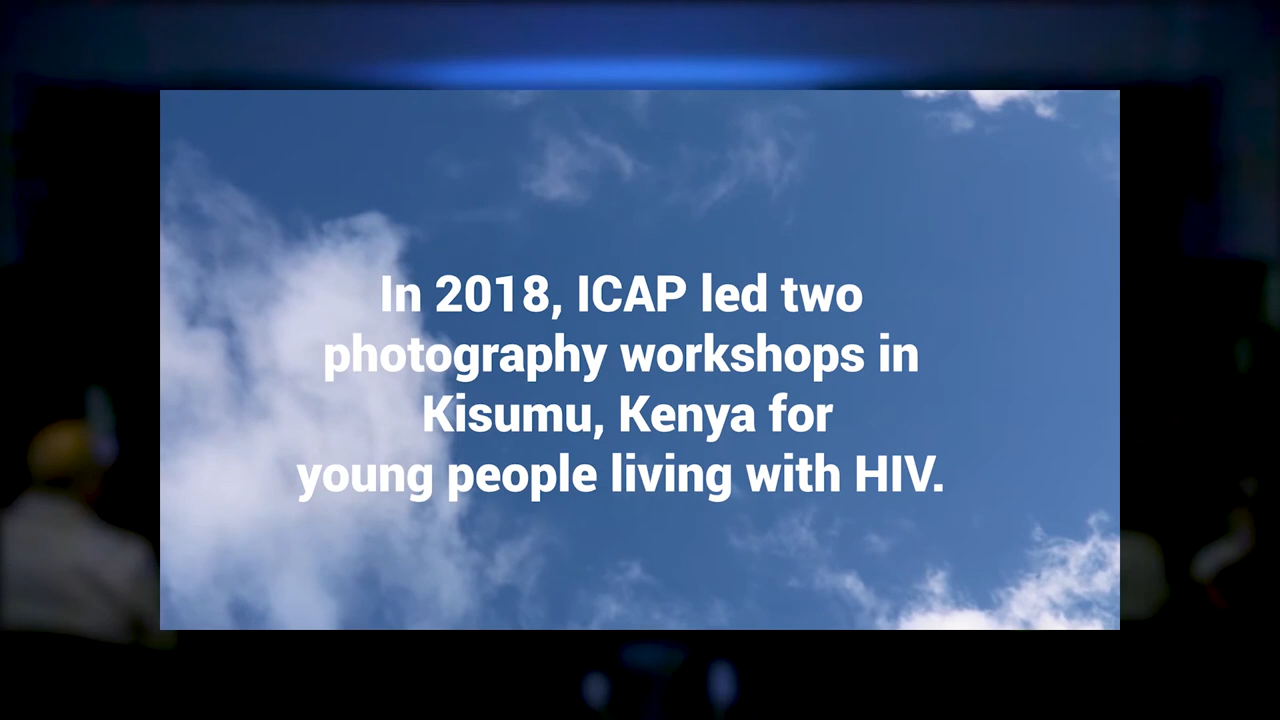 In 2018, ICAP led two
photography workshops in
Kisumu, Kenya for
young people living with HIV.